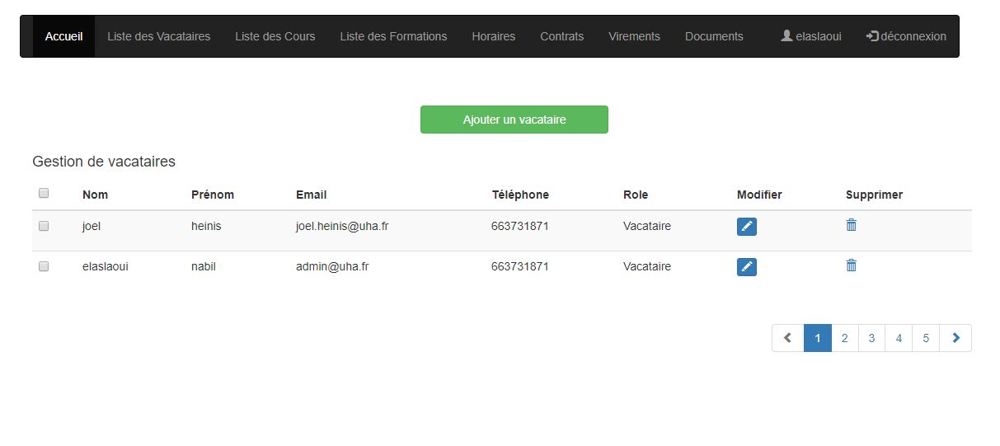 Accueil Liste des Vacataires Liste des Cours Liste des Formations Horaires Contrats Virements Documents elaslaoui déconnexion
Ajouter un vacataire
Gestion de vacataires
Nom Prénom Email Téléphone Role Modifier Supprimer
joel heinis joel.heinis@uha.fr 663731871 Vacataire
elaslaoui nabil admin@uha.fr 663731871 Vacataire
1 2 3 4 5